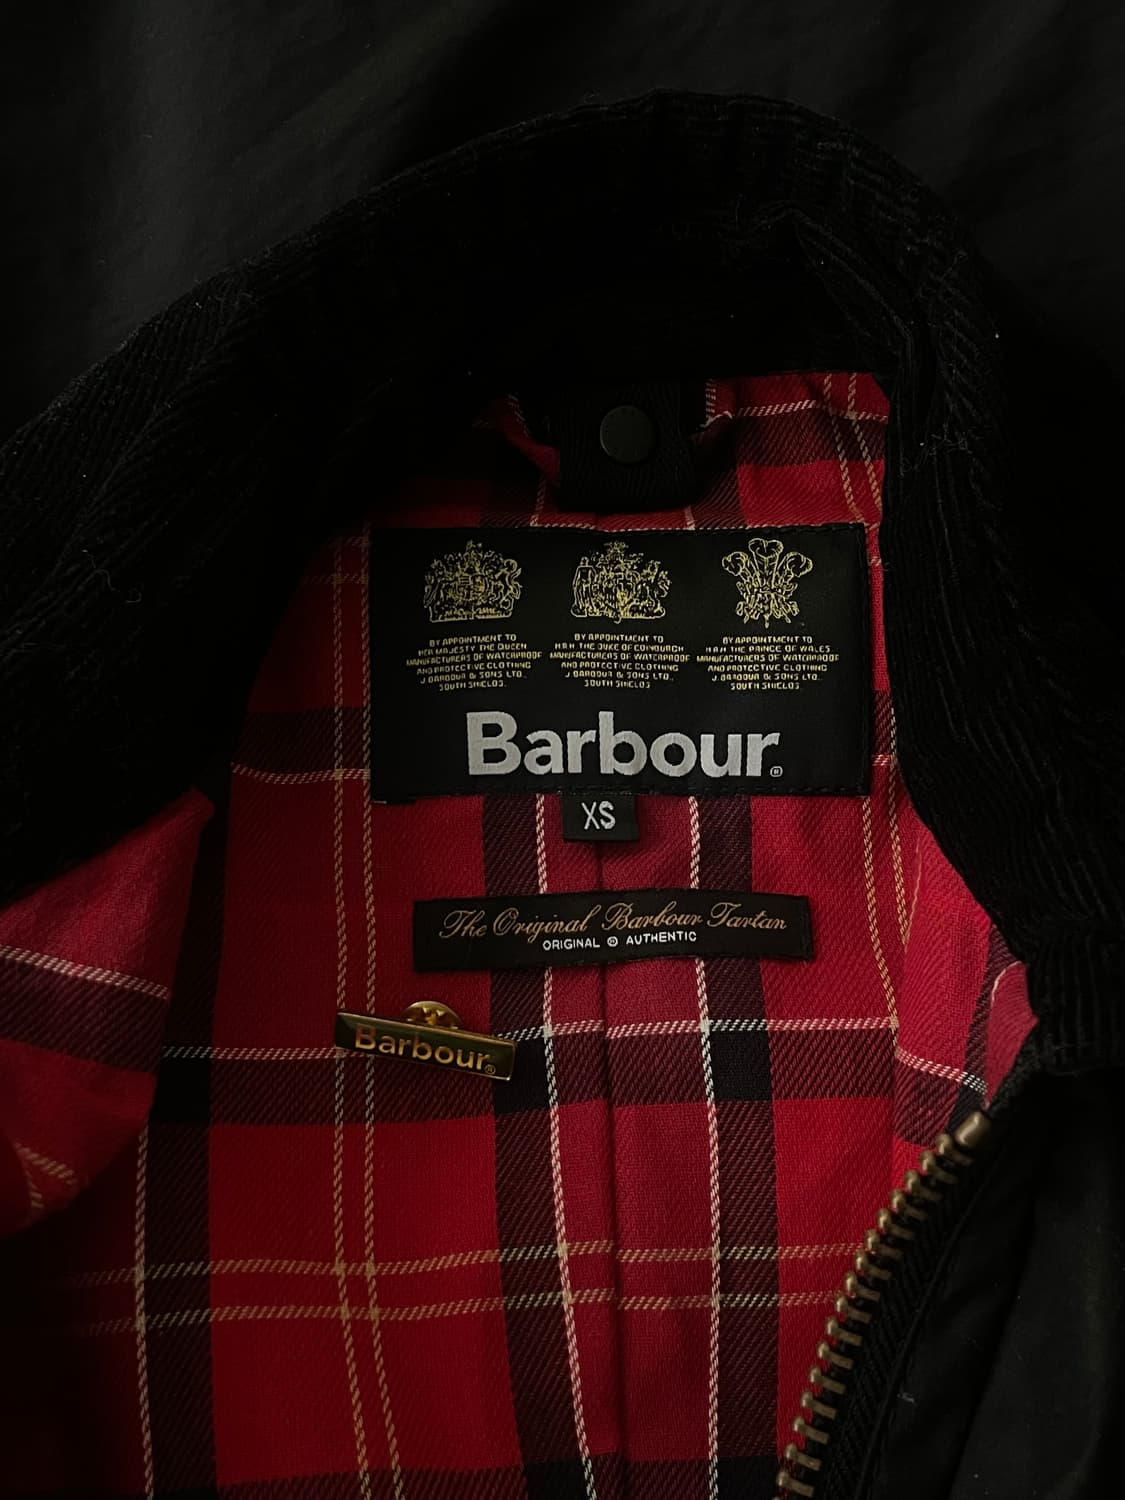 BY APPOINTMENT TO
HER MAJESTY THE QUEEN
MANUFACTURERS OF WATERPROOF
AND PROTECTIVE CLOTHING
J. BARBOUR & SONS LTD.,
SOUTH SHIELDS.
BY APPOINTMENT TO
H.R.H. THE DUKE OF EDINBURGH
MANUFACTURERS OF WATERPROOF
AND PROTECTIVE CLOTHING
J. BARBOUR & SONS LTD.,
SOUTH SHIELDS
BY APPOINTMENT TO
H.R.H. THE PRINCE OF WALES
MANUFACTURERS OF WATERPROOF
AND PROTECTIVE CLOTHING
J. BARBOUR & SONS LTD.
SOUTH SHIELDS
Barbour®
XS
The Original Barbour Tartan
ORIGINAL ® AUTHENTIC
Barbour®